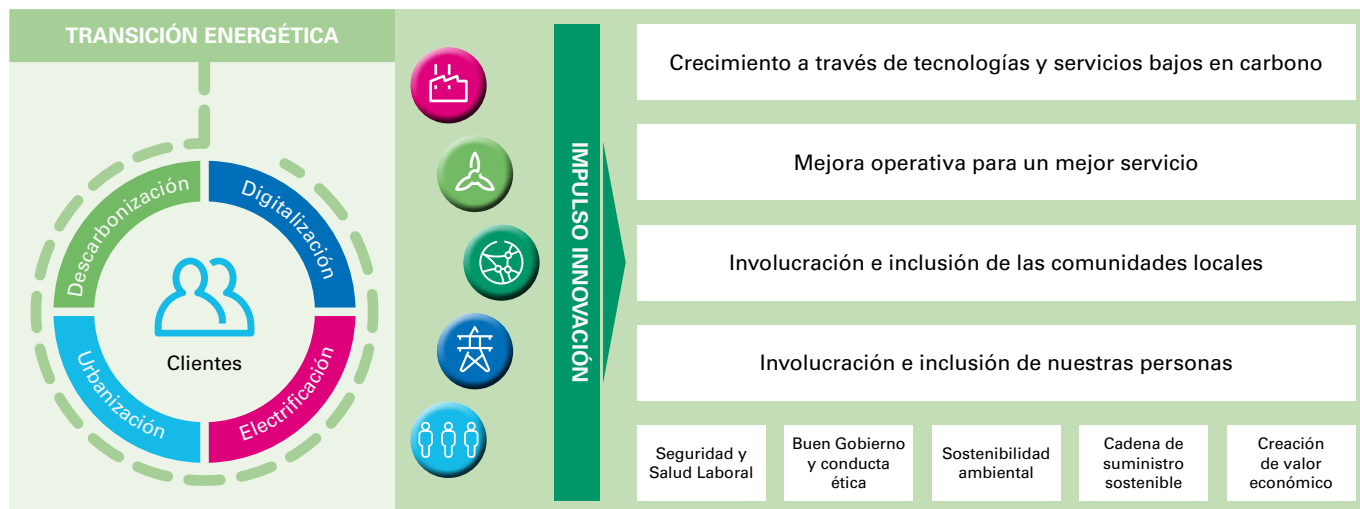 TRANSICIÓN ENERGÉTICA
Descarbonización
Digitalización
Urbanización
Electrificación
Clientes
IMPULSO INNOVACIÓN
Crecimiento a través de tecnologías y servicios bajos en carbono
Mejora operativa para un mejor servicio
Involucración e inclusión de las comunidades locales
Involucración e inclusión de nuestras personas
Seguridad y
Salud Laboral
Buen Gobierno
y conducta
ética
Sostenibilidad
ambiental
Cadena de
suministro
sostenible
Creación
de valor
económico